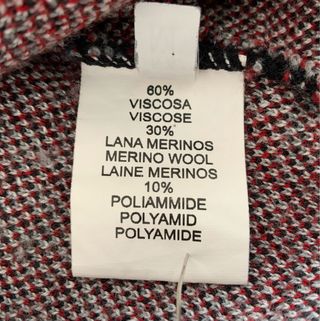 60%
VISCOSA
VISCOSE
30%
LANA MERINOS
MERINO WOOL
LAINE MERINOS
10%
POLIAMMIDE
POLYAMID
POLYAMIDE